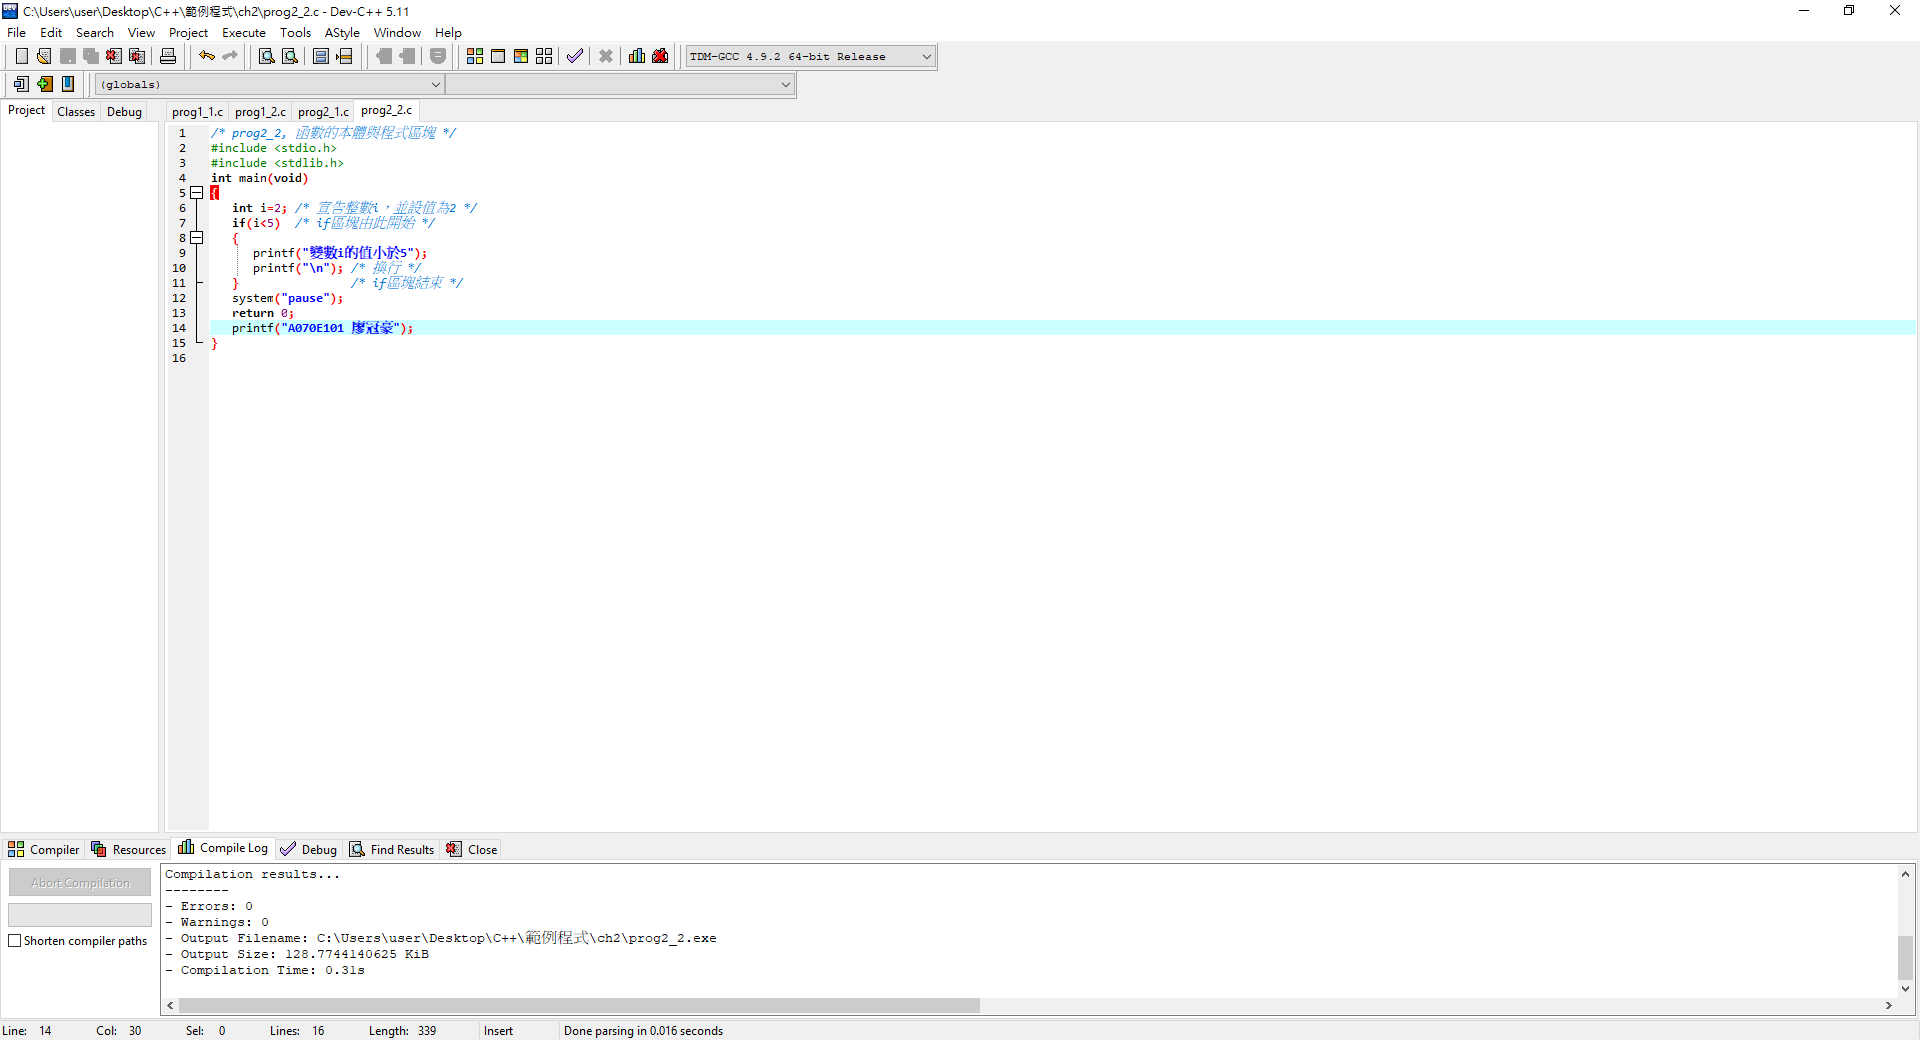 C:\Users\user\Desktop\C++\範例程式\ch2\prog2_2.c - Dev-C++ 5.11
File Edit Search View Project Execute Tools AStyle Window Help
TDM-GCC 4.9.2 64-bit Release
(globals)
Project Classes Debug
prog1_1.c prog1_2.c prog2_1.c prog2_2.c
1 /* prog2_2, 函數的本體與程式區塊 */
2 #include <stdio.h>
3 #include <stdlib.h>
4 int main(void)
5 {
6 int i=2; /* 宣告整數i，並設值為2 */
7 if(i<5) /* if區塊由此開始 */
8 {
9 printf("變數i的值小於5");
10 printf("\n"); /* 換行 */
11 } /* if區塊結束 */
12 system("pause");
13 return 0;
14 printf("A070E101 廖冠豪");
15 }
16
Compiler Resources Compile Log Debug Find Results Close
Abort Compilation
Shorten compiler paths
Compilation results...
--------
- Errors: 0
- Warnings: 0
- Output Filename: C:\Users\user\Desktop\C++\範例程式\ch2\prog2_2.exe
- Output Size: 128.7744140625 KiB
- Compilation Time: 0.31s
Line: 14 Col: 30 Sel: 0 Lines: 16 Length: 339 Insert Done parsing in 0.016 seconds